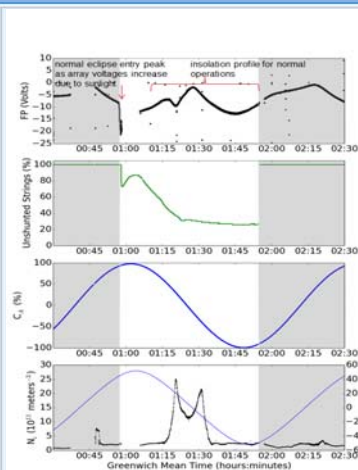 normal eclipse entry peak
as array voltages increase
due to sunlight
insolation profile for normal
operations
FP (Volts)
0
−5
−10
−15
−20
−25
00:45 01:00 01:15 01:30 01:45 02:00 02:15 02:30
Unshunted Strings (%)
100
80
60
40
20
0
00:45 01:00 01:15 01:30 01:45 02:00 02:15 02:30
(%)
100
50
0
−50
−100
00:45 01:00 01:15 01:30 01:45 02:00 02:15 02:30
meters⁻³)
30
25
20
15
10
5
0
60
40
20
0
−20
−40
00:45 01:00 01:15 01:30 01:45 02:00 02:15 02:30
Greenwich Mean Time (hours:minutes)